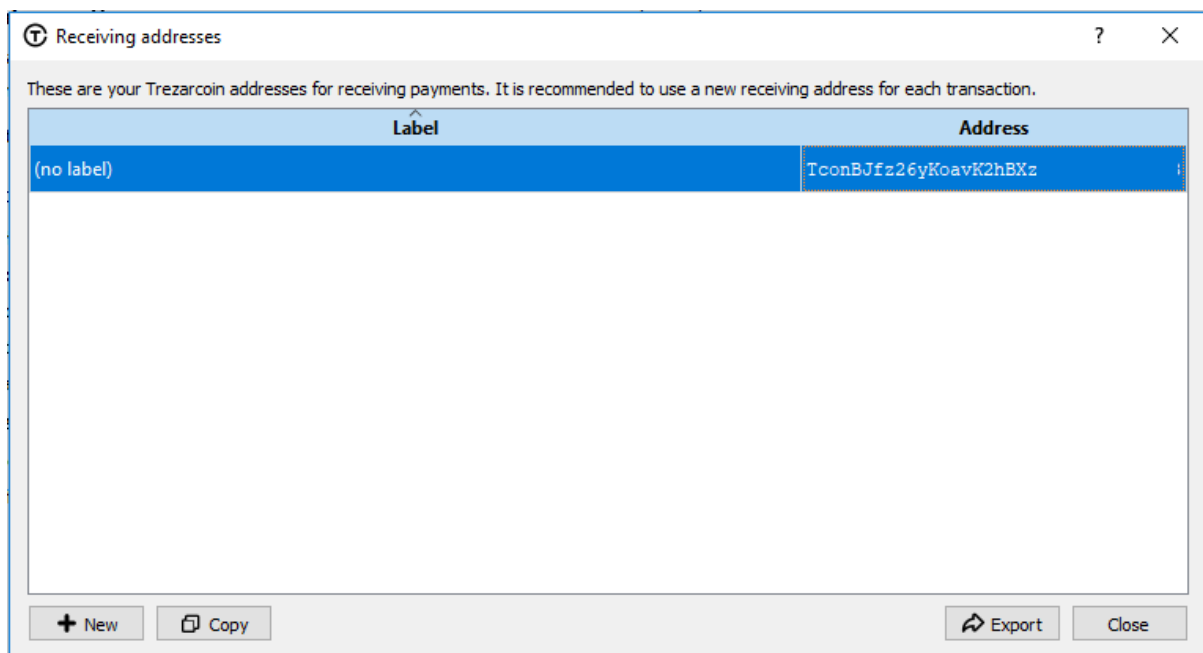 Receiving addresses ?
These are your Trezarcoin addresses for receiving payments. It is recommended to use a new receiving address for each transaction.
Label Address
(no label) TconBJfz26yKoavK2hBXz
New Copy Export Close